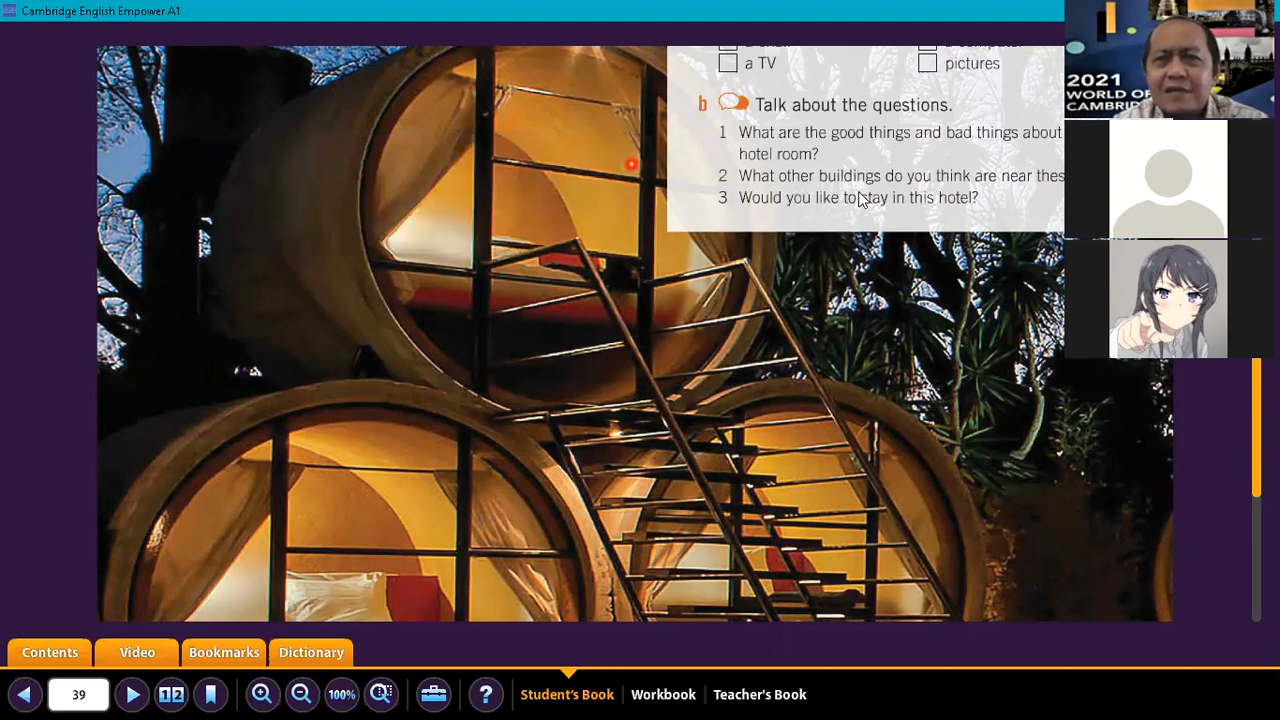 Cambridge English Empower A1
a TV
pictures
b Talk about the questions.
1 What are the good things and bad things about
hotel room?
2 What other buildings do you think are near
3 Would you like to stay in this hotel?
2021
WORLD OF
Contents
Video
Bookmarks
Dictionary
39
1 2
100%
?
Student's Book
Workbook
Teacher's Book